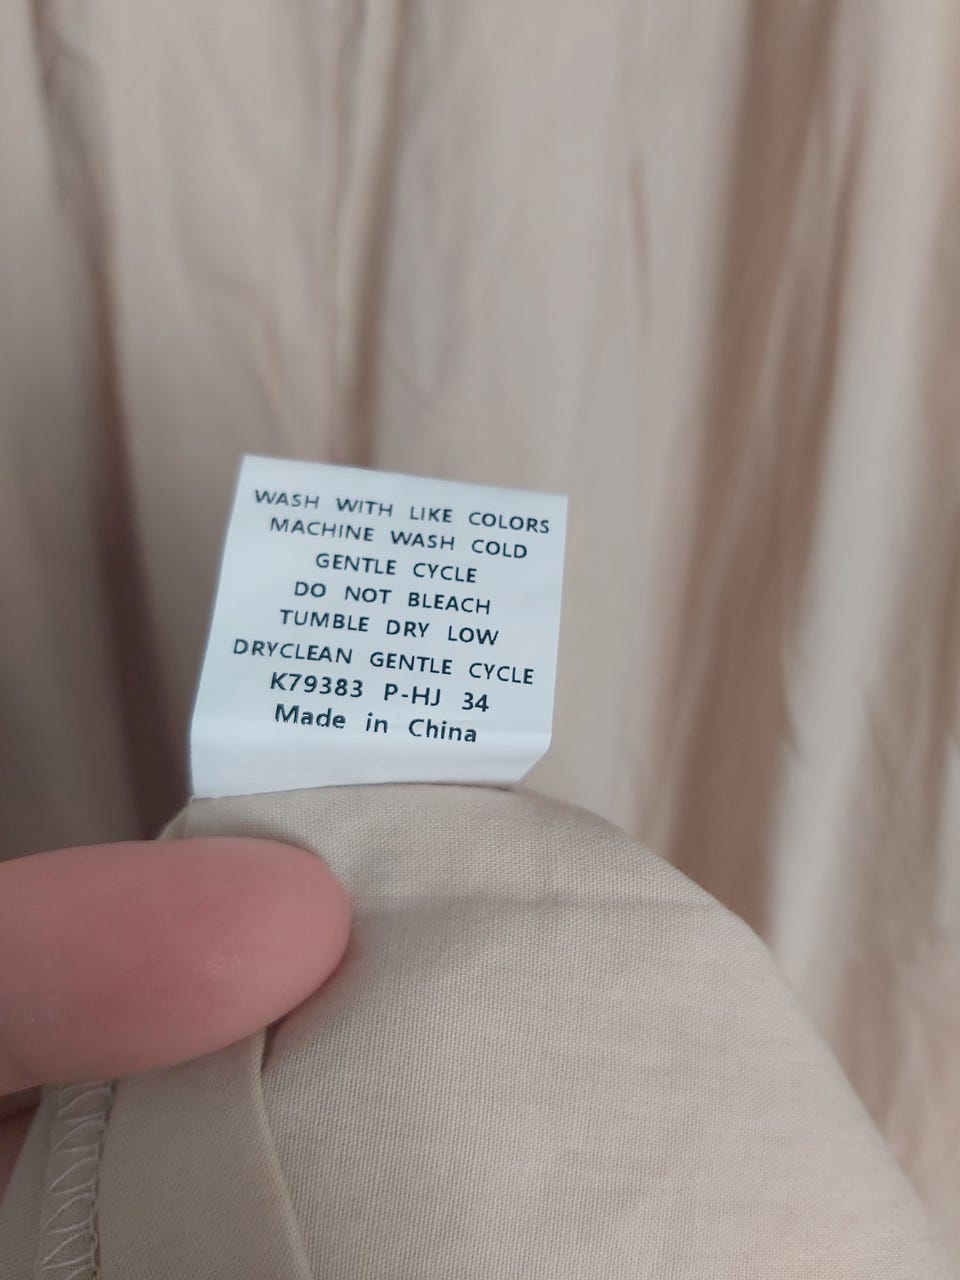 WASH WITH LIKE COLORS
MACHINE WASH COLD
GENTLE CYCLE
DO NOT BLEACH
TUMBLE DRY LOW
DRYCLEAN GENTLE CYCLE
K79383 P-HJ 34
Made in China